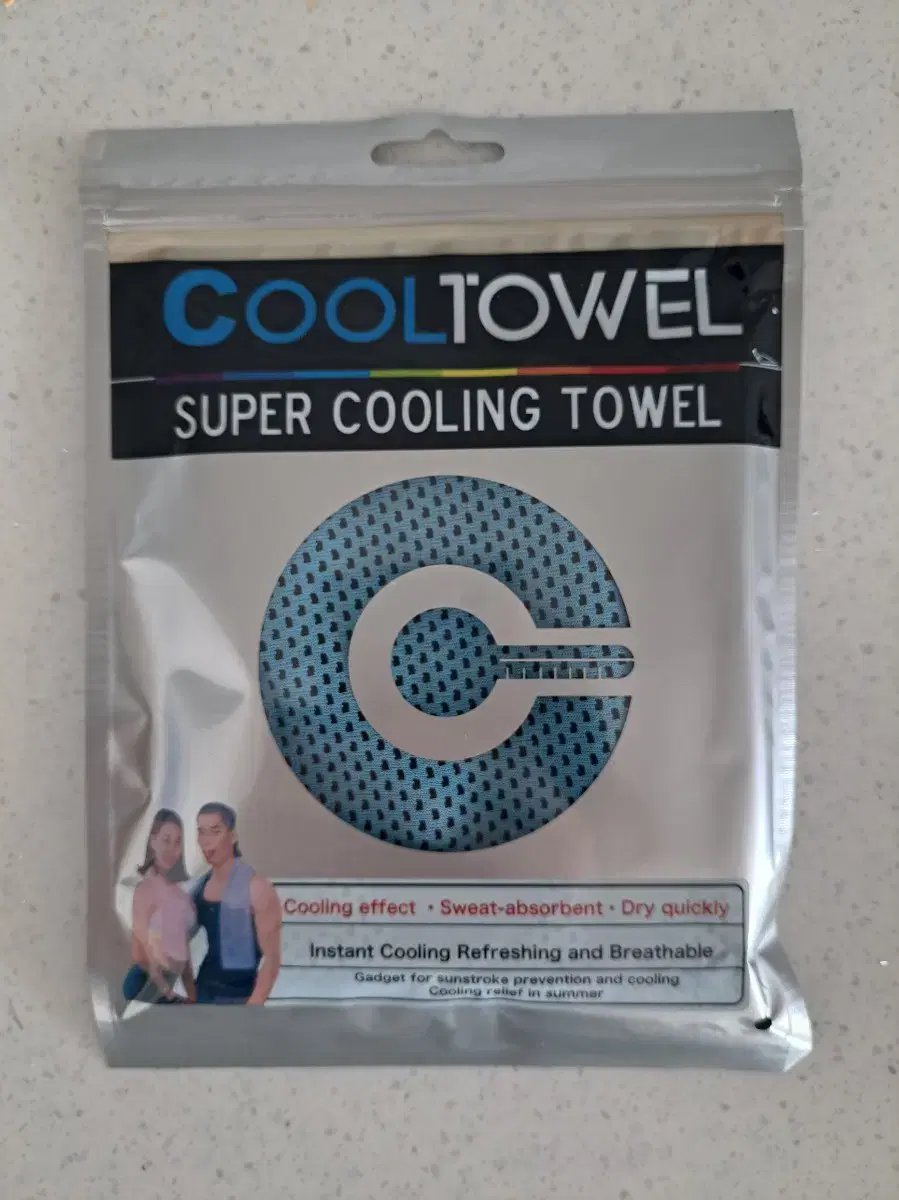 COOLTOWEL
SUPER COOLING TOWEL
Cooling effect · Sweat-absorbent · Dry quickly
Instant Cooling Refreshing and Breathable
Gadget for sunstroke prevention and cooling
Cooling relief in summer